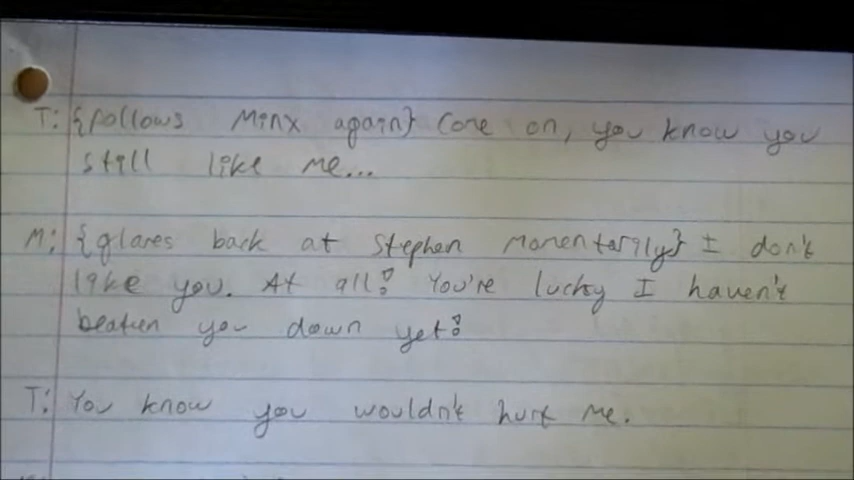 T: {follows Minx again} Come on, you know you
still like me...
M: {glares back at Stephen momentarily} I don't
like you. At all! You're lucky I haven't
beaten you down yet!
T: You know you wouldn't hurt me.